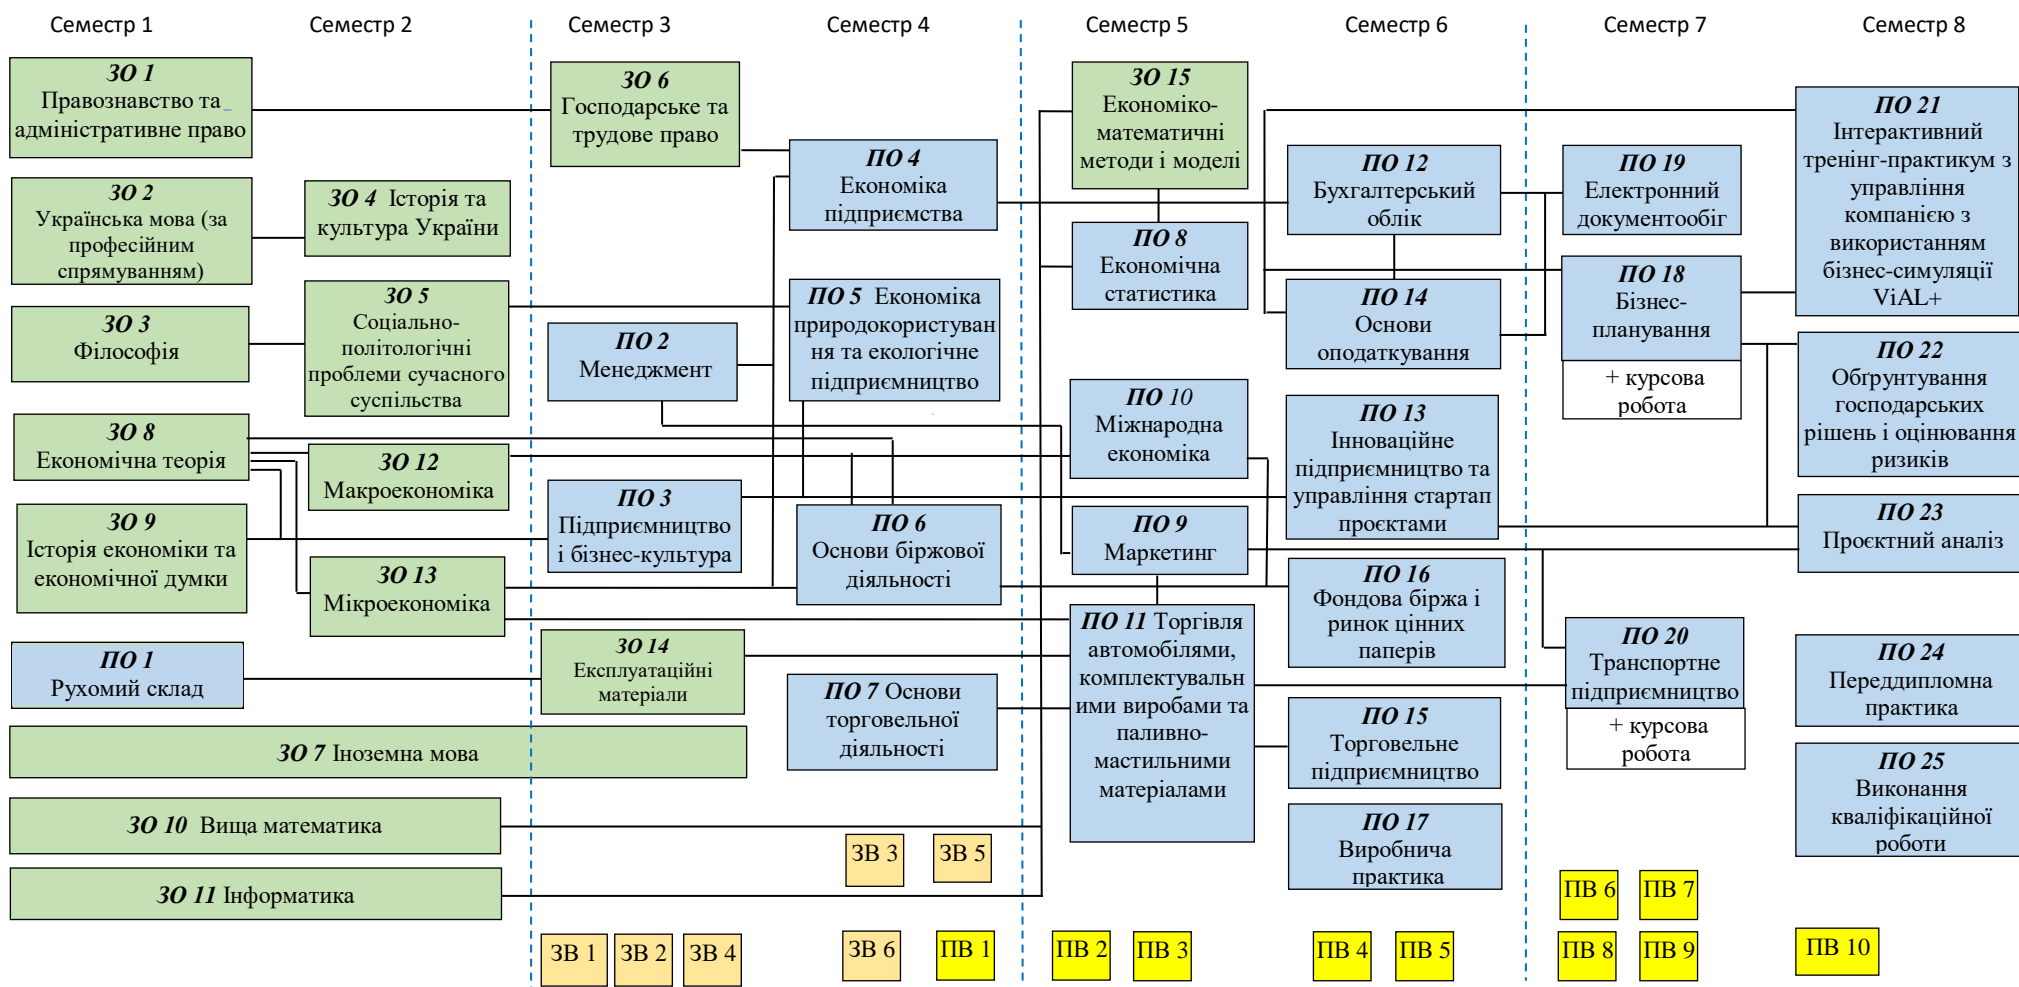 Семестр 1
Семестр 2
Семестр 3
Семестр 4
Семестр 5
Семестр 6
Семестр 7
Семестр 8
ЗО 1
Правознавство та
адміністративне право
ЗО 2
Українська мова (за
професійним
спрямуванням)
ЗО 3
Філософія
ЗО 8
Економічна теорія
ЗО 9
Історія економіки та
економічної думки
ПО 1
Рухомий склад
ЗО 7 Іноземна мова
ЗО 10 Вища математика
ЗО 11 Інформатика
ЗО 4 Історія та
культура України
ЗО 5
Соціально-
політологічні
проблеми сучасного
суспільства
ЗО 12
Макроекономіка
ЗО 13
Мікроекономіка
ЗО 6
Господарське та
трудове право
ПО 2
Менеджмент
ПО 3
Підприємництво
і бізнес-культура
ЗО 14
Експлуатаційні
матеріали
ЗВ 1
ЗВ 2
ЗВ 4
ПО 4
Економіка
підприємства
ПО 5 Економіка
природокористуван
ня та екологічне
підприємництво
ПО 6
Основи біржової
діяльності
ПО 7 Основи
торговельної
діяльності
ЗВ 3
ЗВ 5
ЗВ 6
ПВ 1
ЗО 15
Економіко-
математичні
методи і моделі
ПО 8
Економічна
статистика
ПО 10
Міжнародна
економіка
ПО 9
Маркетинг
ПО 11 Торгівля
автомобілями,
комплектувальн
ими виробами та
паливно-
мастильними
матеріалами
ПВ 2
ПВ 3
ПО 12
Бухгалтерський
облік
ПО 14
Основи
оподаткування
ПО 13
Інноваційне
підприємництво та
управління стартап
проєктами
ПО 16
Фондова біржа і
ринок цінних
паперів
ПО 15
Торговельне
підприємництво
ПО 17
Виробнича
практика
ПВ 4
ПВ 5
ПО 19
Електронний
документообіг
ПО 18
Бізнес-
планування
+ курсова
робота
ПО 20
Транспортне
підприємництво
+ курсова
робота
ПВ 6
ПВ 7
ПВ 8
ПВ 9
ПО 21
Інтерактивний
тренінг-практикум з
управління
компанією з
використанням
бізнес-симуляції
ViAL+
ПО 22
Обґрунтування
господарських
рішень і оцінювання
ризиків
ПО 23
Проєктний аналіз
ПО 24
Переддипломна
практика
ПО 25
Виконання
кваліфікаційної
роботи
ПВ 10